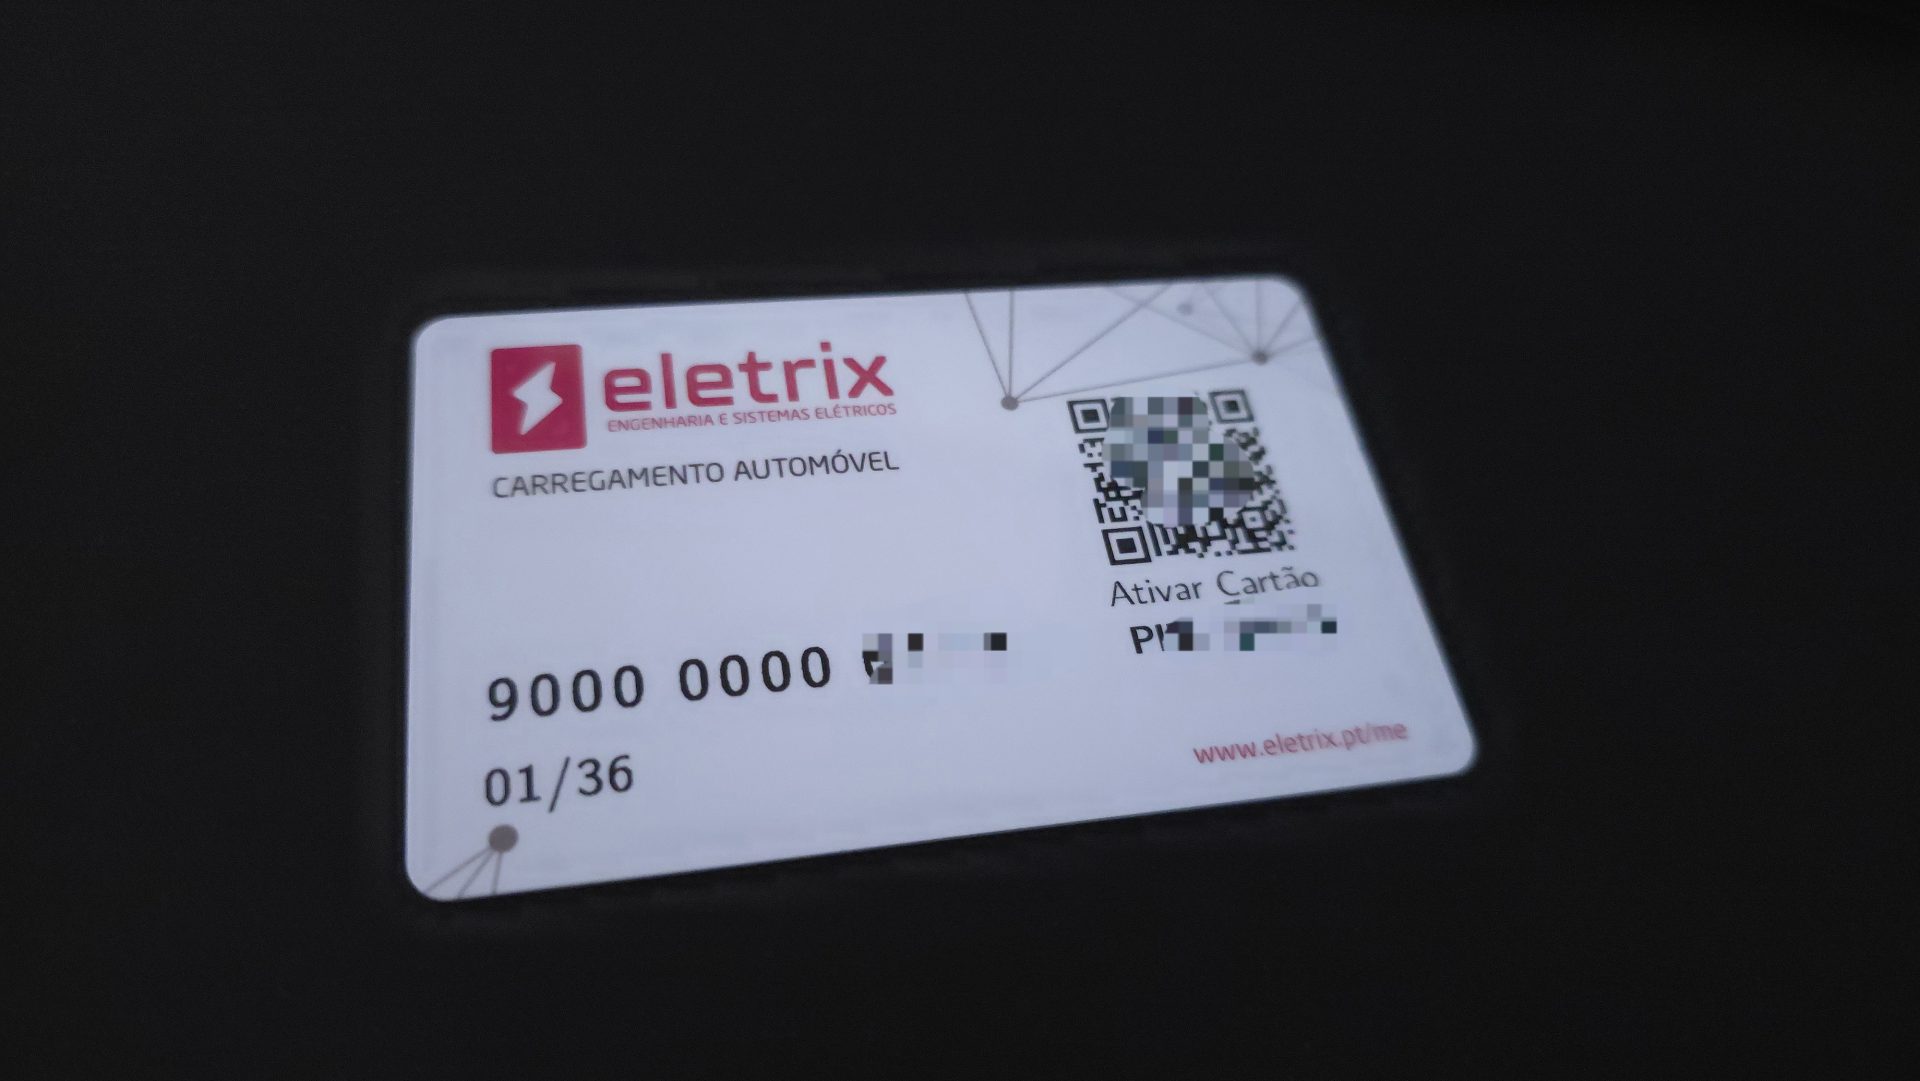 eletrix
ENGENHARIA E SISTEMAS ELÉTRICOS
CARREGAMENTO AUTOMÓVEL
Ativar Cartão
9000 0000
01/36
www.eletrix.pt/me